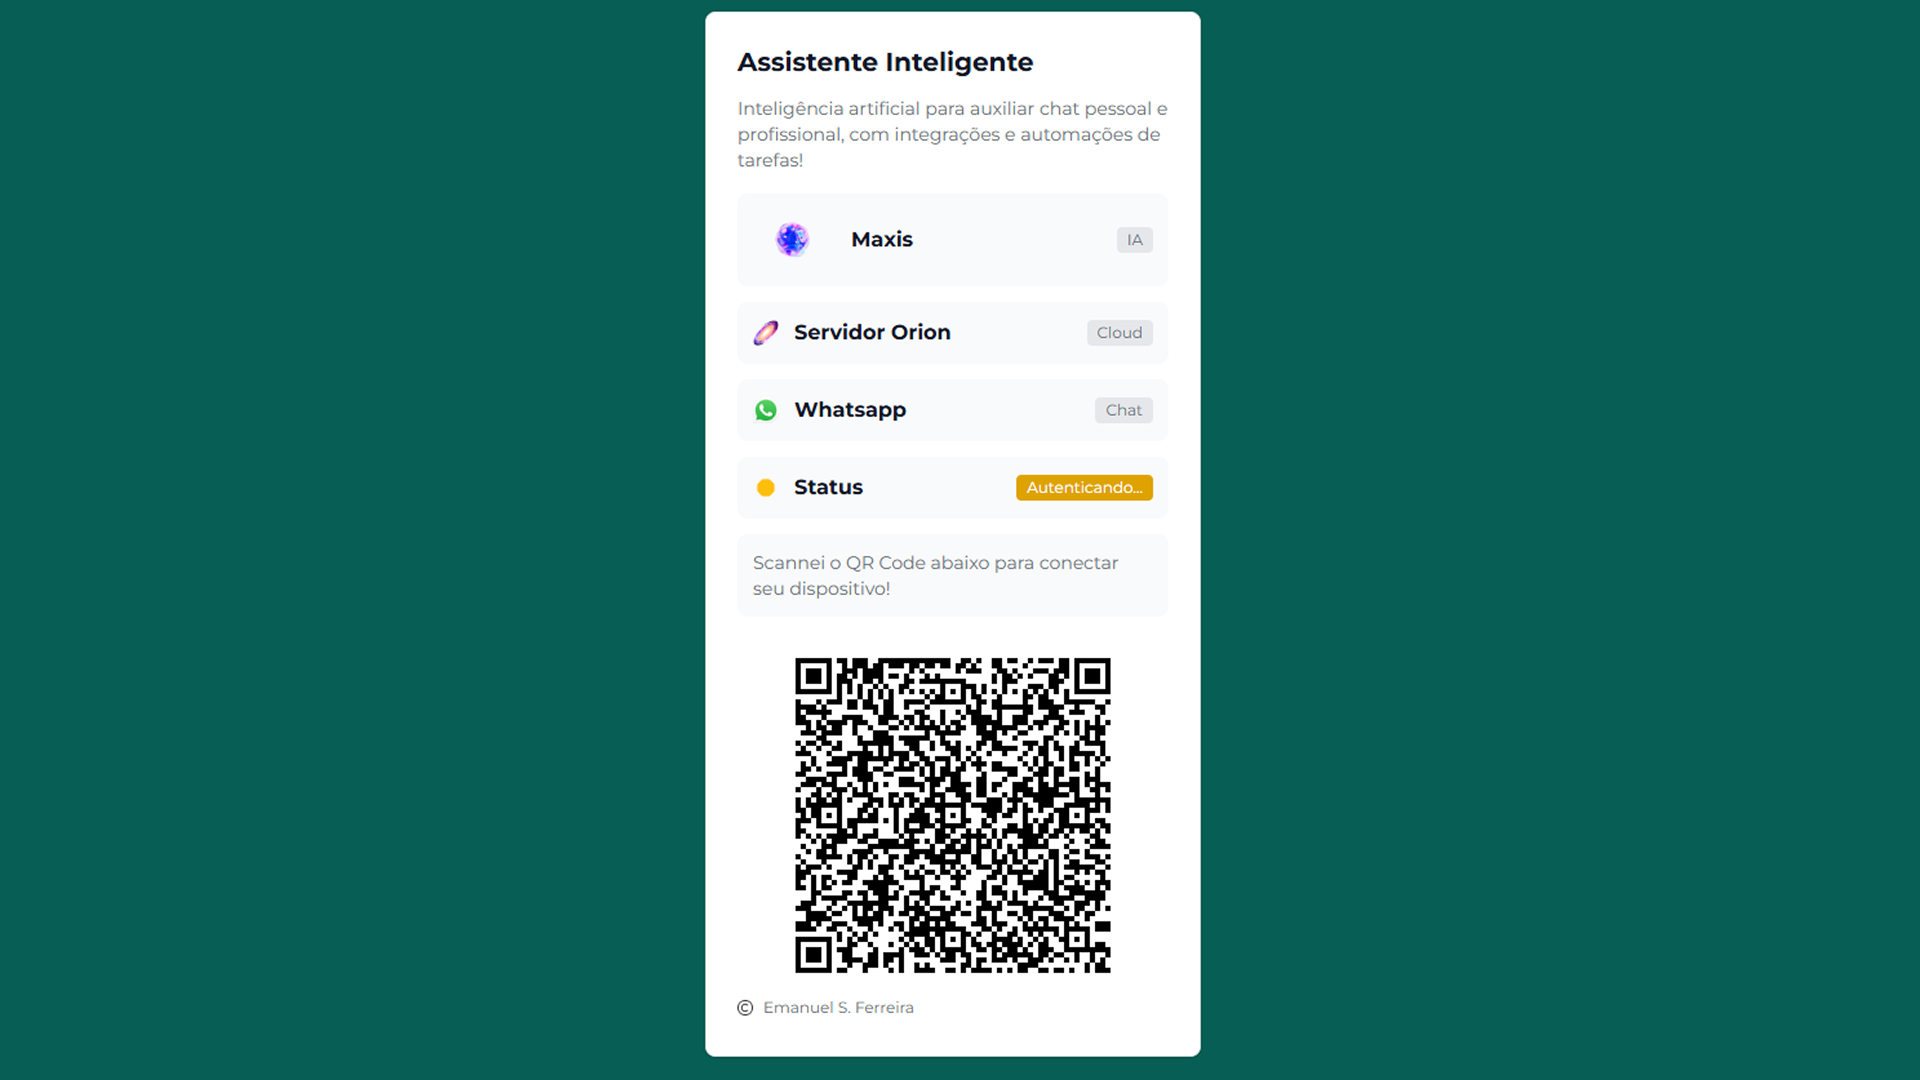 Assistente Inteligente
Inteligência artificial para auxiliar chat pessoal e
profissional, com integrações e automações de
tarefas!
Maxis IA
Servidor Orion Cloud
Whatsapp Chat
Status Autenticando...
Scannei o QR Code abaixo para conectar
seu dispositivo!
© Emanuel S. Ferreira